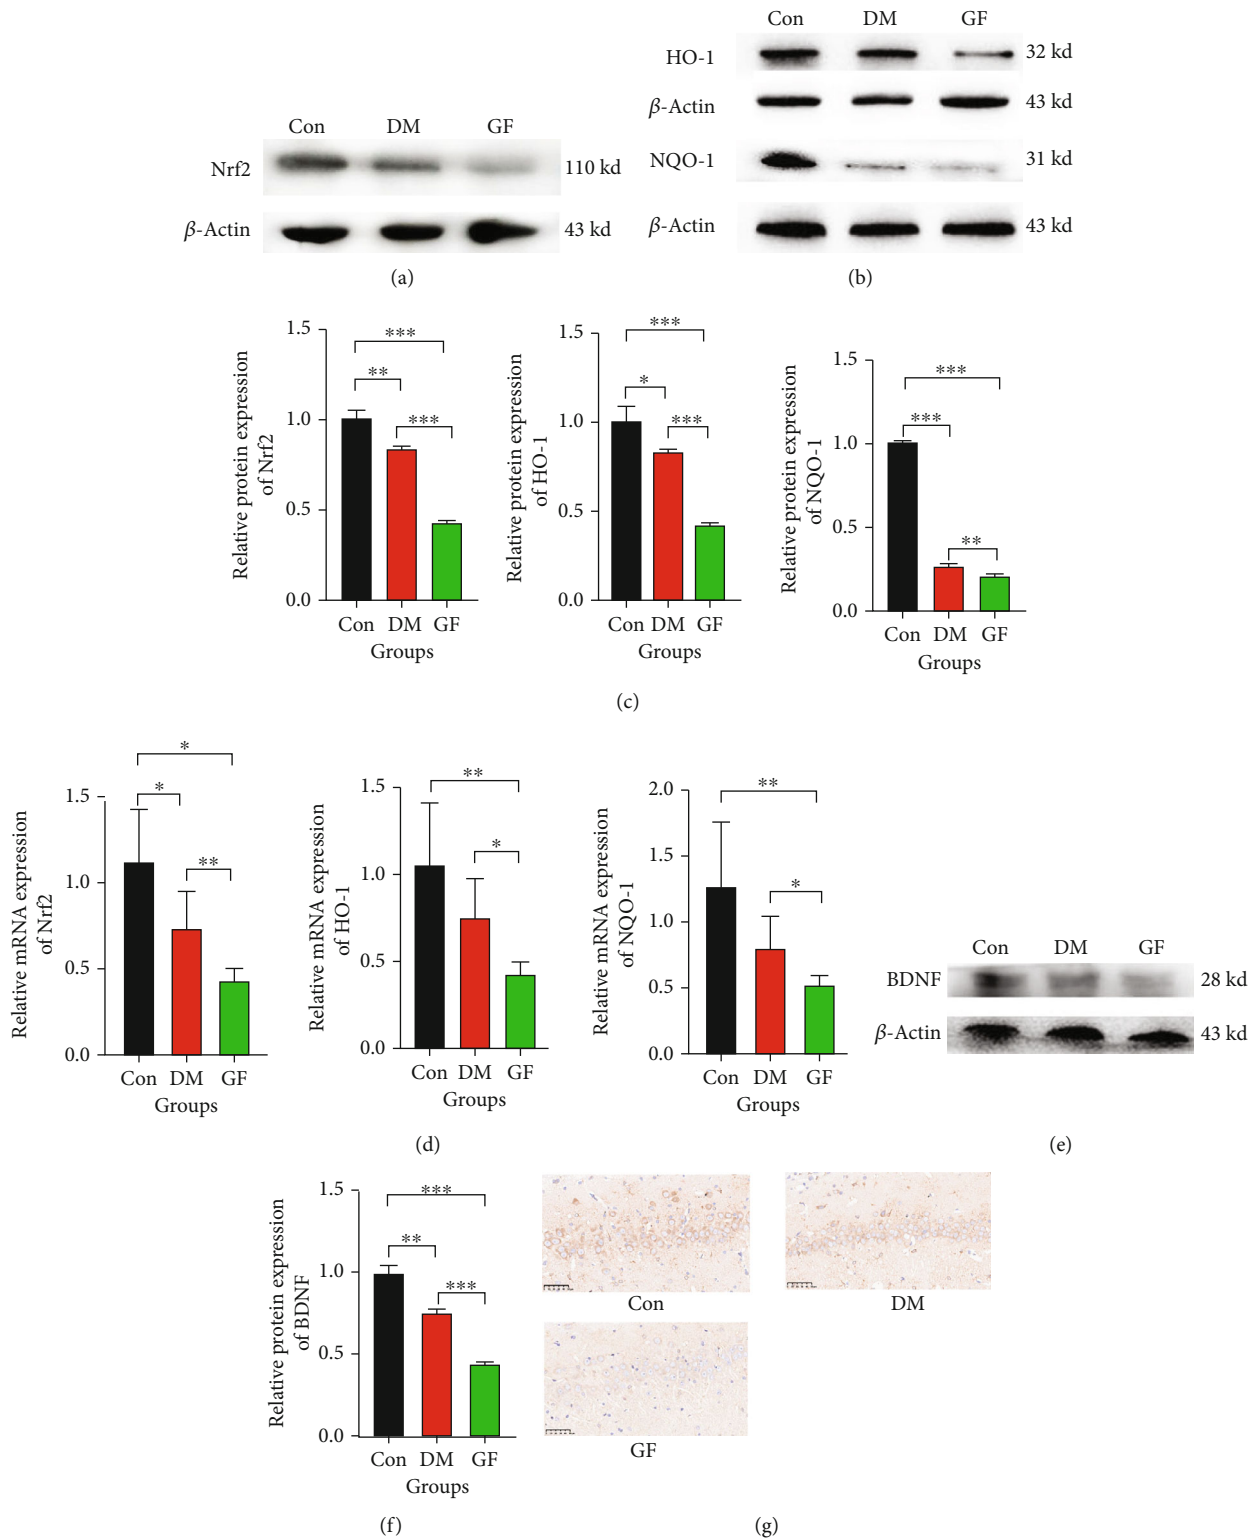 Con DM GF
HO-1 32 kd
β-Actin 43 kd
NQO-1 31 kd
β-Actin 43 kd
(b)
Con DM GF
Nrf2 110 kd
β-Actin 43 kd
(a)
Relative protein expression
of Nrf2
1.5
1.0
0.5
0.0
***
**
***
Con DM GF
Groups
Relative protein expression
of HO-1
1.5
1.0
0.5
0.0
***
*
***
Con DM GF
Groups
Relative protein expression
of NQO-1
1.5
1.0
0.5
0.0
***
***
**
Con DM GF
Groups
(c)
Relative mRNA expression
of Nrf2
1.5
1.0
0.5
0.0
*
*
**
Con DM GF
Groups
Relative mRNA expression
of HO-1
1.5
1.0
0.5
0.0
**
*
Con DM GF
Groups
Relative mRNA expression
of NQO-1
2.0
1.5
1.0
0.5
0.0
**
*
Con DM GF
Groups
(d)
Con DM GF
BDNF 28 kd
β-Actin 43 kd
(e)
Relative protein expression
of BDNF
1.5
1.0
0.5
0.0
***
**
***
Con DM GF
Groups
(f)
Con
DM
GF
(g)